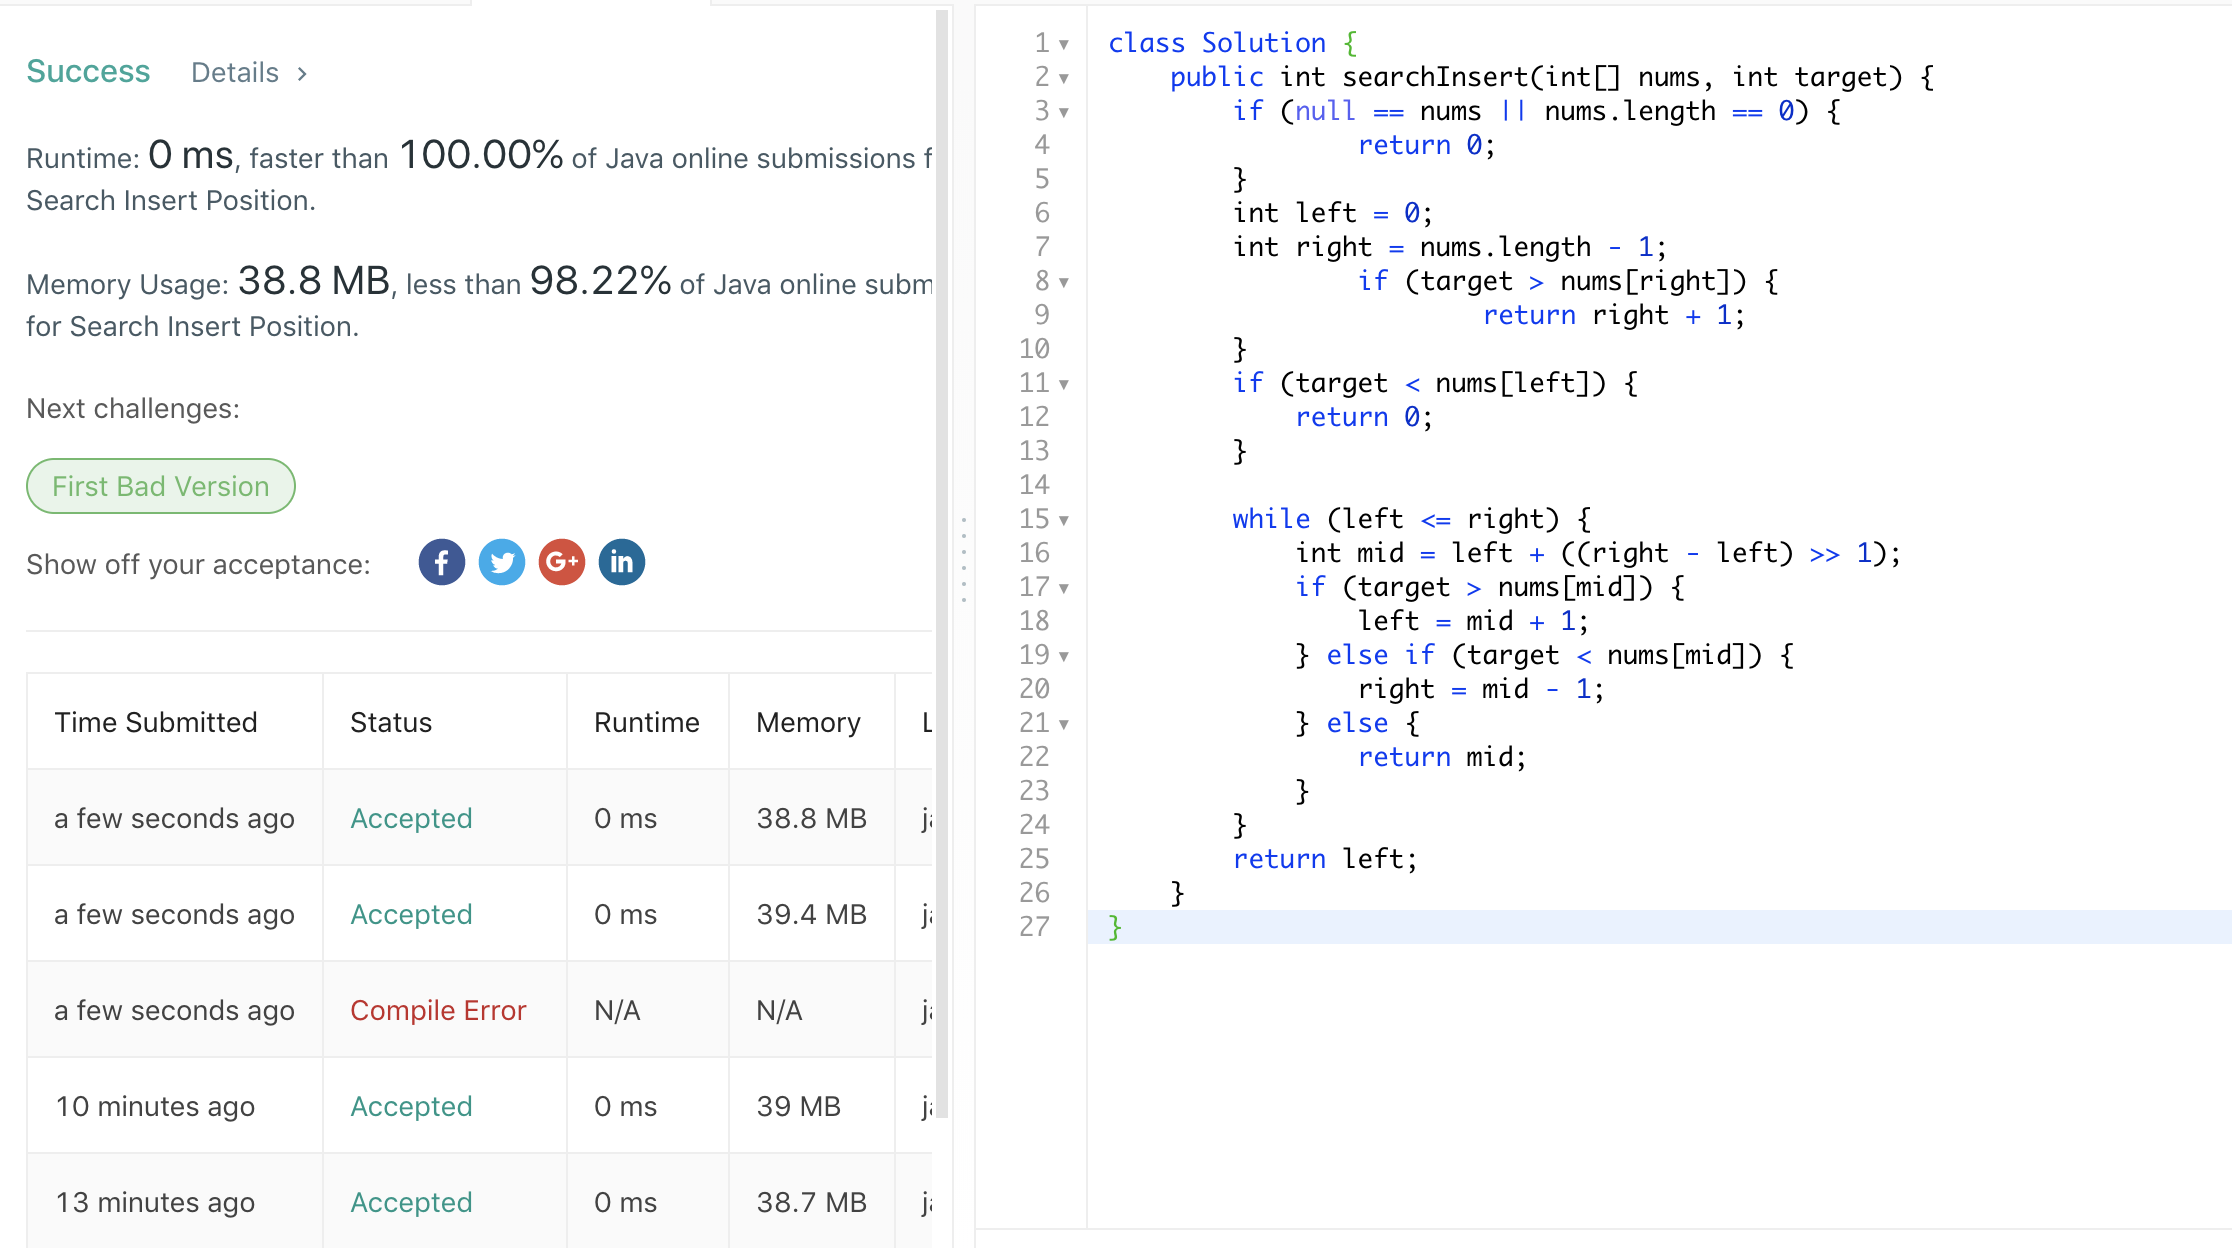 Success Details >
Runtime: 0 ms, faster than 100.00% of Java online submissions f
Search Insert Position.
Memory Usage: 38.8 MB, less than 98.22% of Java online subm
for Search Insert Position.
Next challenges:
First Bad Version
Show off your acceptance: f G+ in
Time Submitted Status Runtime Memory L
a few seconds ago Accepted 0 ms 38.8 MB
a few seconds ago Accepted 0 ms 39.4 MB
a few seconds ago Compile Error N/A N/A
10 minutes ago Accepted 0 ms 39 MB
13 minutes ago Accepted 0 ms 38.7 MB
1 class Solution {
2     public int searchInsert(int[] nums, int target) {
3         if (null == nums || nums.length == 0) {
4                 return 0;
5         }
6         int left = 0;
7         int right = nums.length - 1;
8                 if (target > nums[right]) {
9                         return right + 1;
10         }
11         if (target < nums[left]) {
12             return 0;
13         }
14
15         while (left <= right) {
16             int mid = left + ((right - left) >> 1);
17             if (target > nums[mid]) {
18                 left = mid + 1;
19             } else if (target < nums[mid]) {
20                 right = mid - 1;
21             } else {
22                 return mid;
23             }
24         }
25         return left;
26     }
27 }